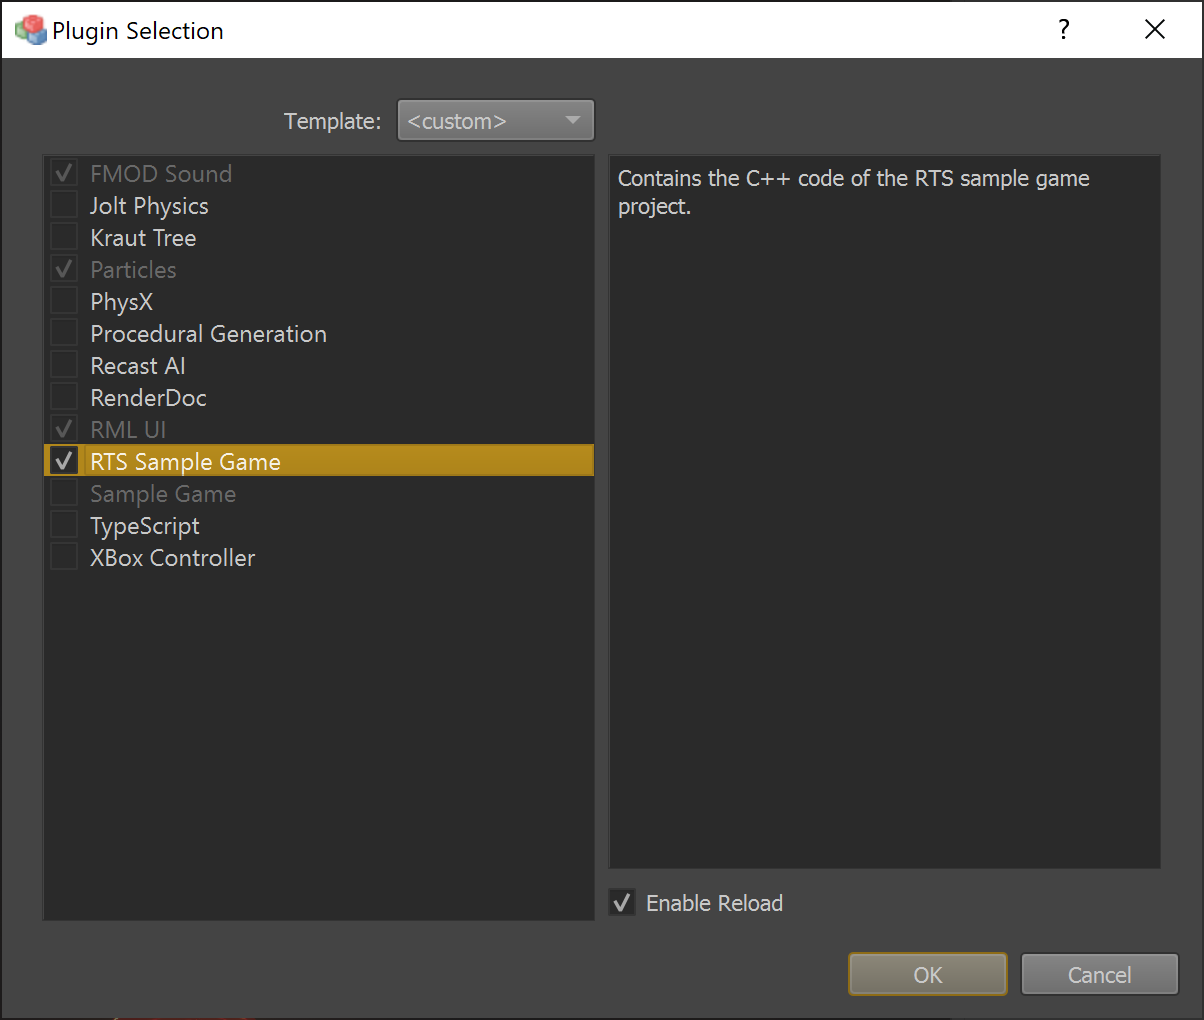 Plugin Selection
?
Template:
<custom>
FMOD Sound
Jolt Physics
Kraut Tree
Particles
PhysX
Procedural Generation
Recast AI
RenderDoc
RML UI
RTS Sample Game
Sample Game
TypeScript
XBox Controller
Contains the C++ code of the RTS sample game
project.
Enable Reload
OK
Cancel